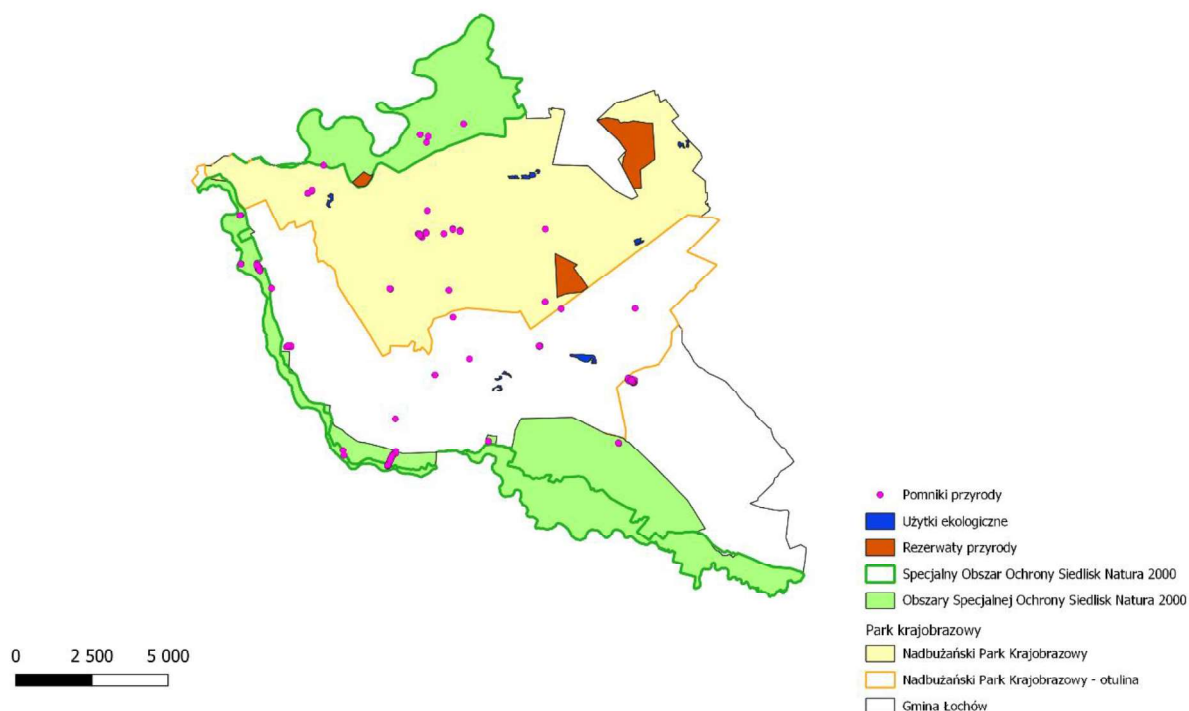 Pomniki przyrody
Użytki ekologiczne
Rezerwaty przyrody
Specjalny Obszar Ochrony Siedlisk Natura 2000
Obszary Specjalnej Ochrony Siedlisk Natura 2000
Park krajobrazowy
Nadbużański Park Krajobrazowy
Nadbużański Park Krajobrazowy - otulina
Gmina Łochów
0 2 500 5 000